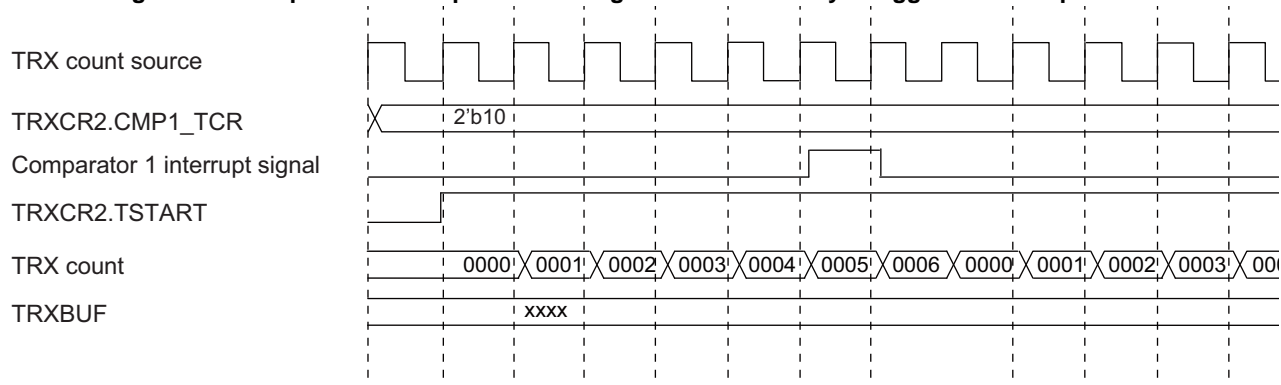 TRX count source
TRXCR2.CMP1_TCR 2'b10
Comparator 1 interrupt signal
TRXCR2.TSTART
TRX count 0000 0001 0002 0003 0004 0005 0006 0000 0001 0002 0003 000
TRXBUF xxxx